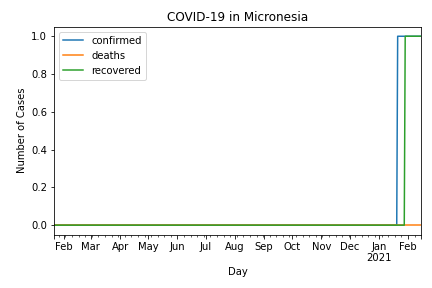 COVID-19 in Micronesia
confirmed
deaths
recovered
Number of Cases
1.0
0.8
0.6
0.4
0.2
0.0
Feb Mar Apr May Jun Jul Aug Sep Oct Nov Dec Jan Feb
2021
Day